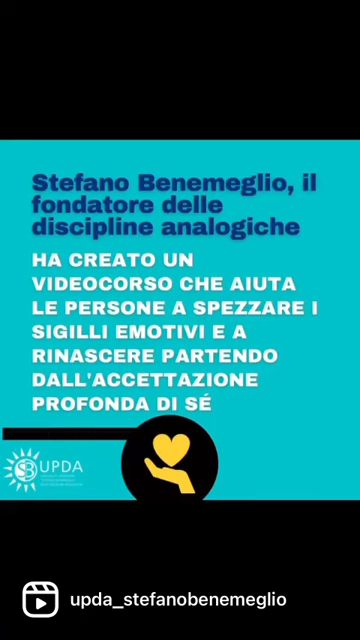 Stefano Benemeglio, il
fondatore delle
discipline analogiche
HA CREATO UN
VIDEOCORSO CHE AIUTA
LE PERSONE A SPEZZARE I
SIGILLI EMOTIVI E A
RINASCERE PARTENDO
DALL'ACCETTAZIONE
PROFONDA DI SÉ
SB UPDA
upda_stefanobenemeglio